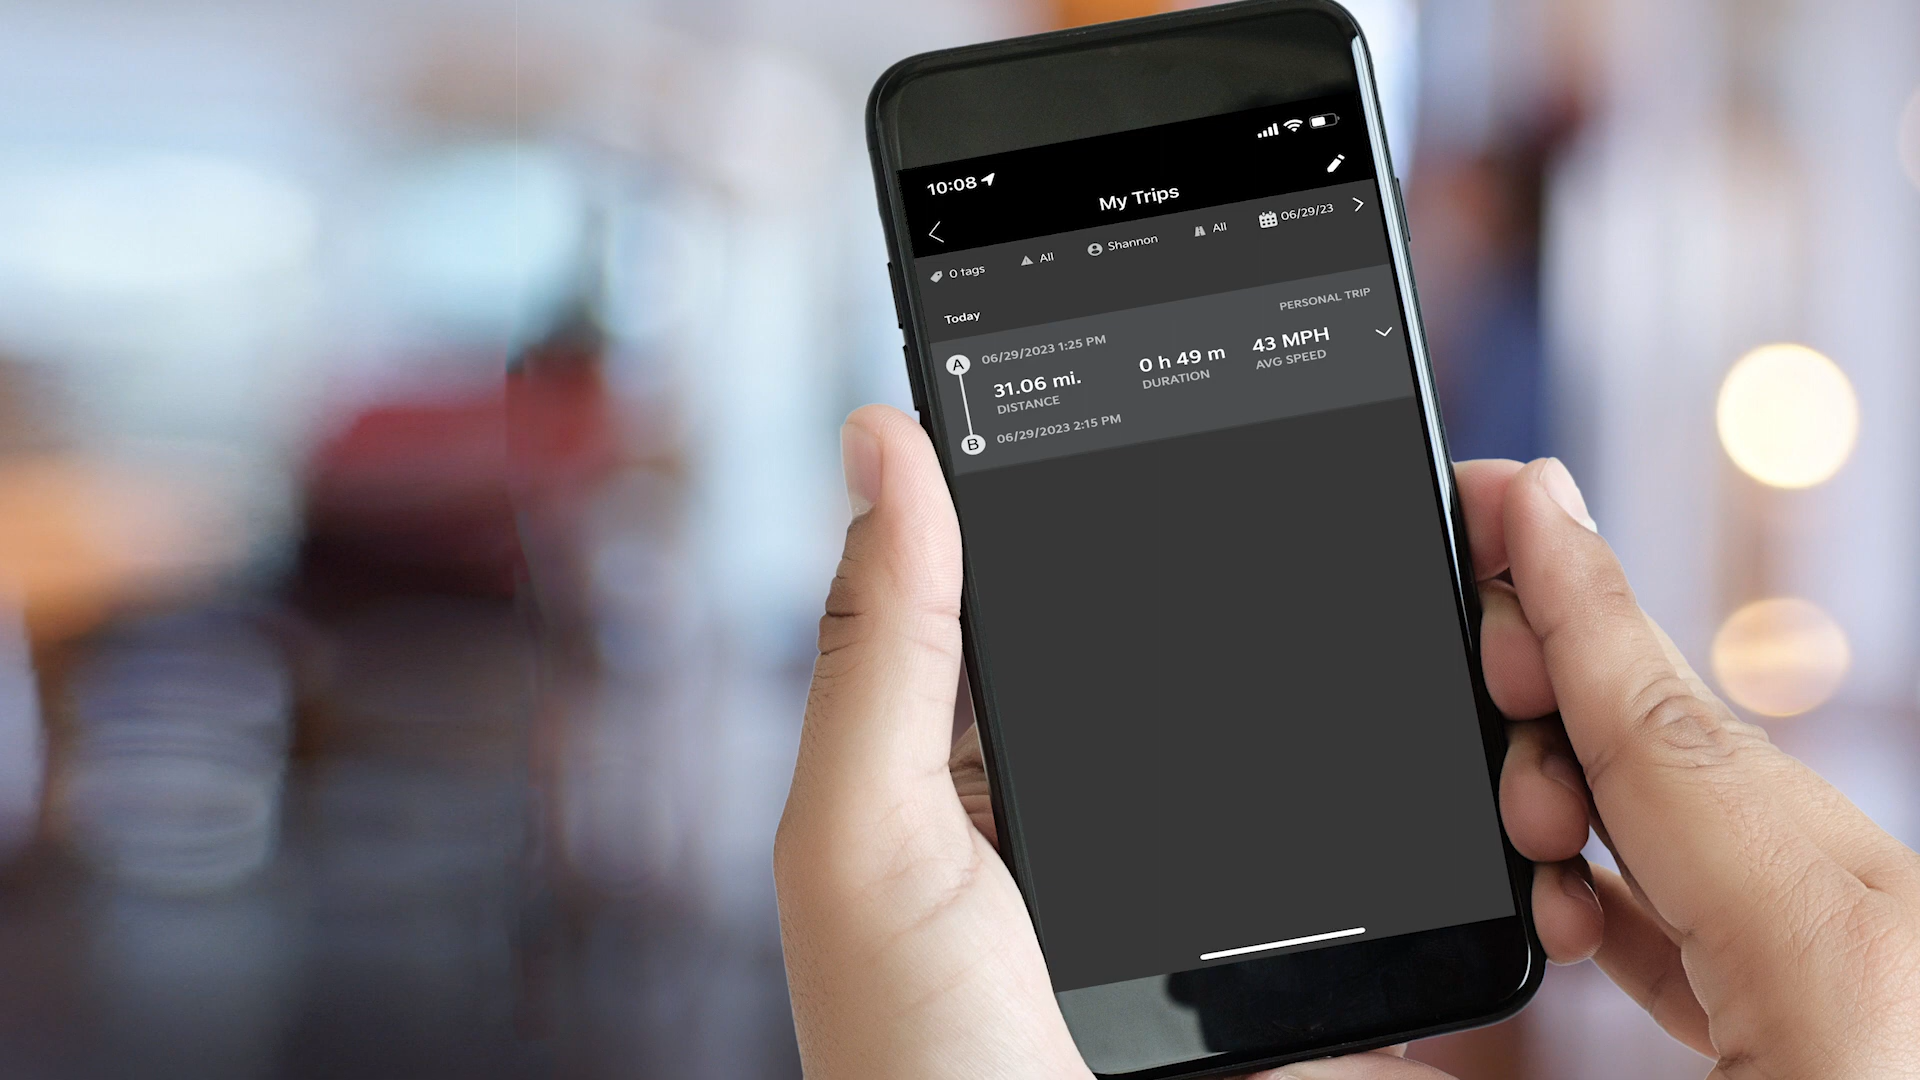 10:08
My Trips
0 tags All Shannon All 06/29/23
Today
PERSONAL TRIP
A 06/29/2023 1:25 PM
31.06 mi. 0 h 49 m 43 MPH
DISTANCE DURATION AVG SPEED
B 06/29/2023 2:15 PM